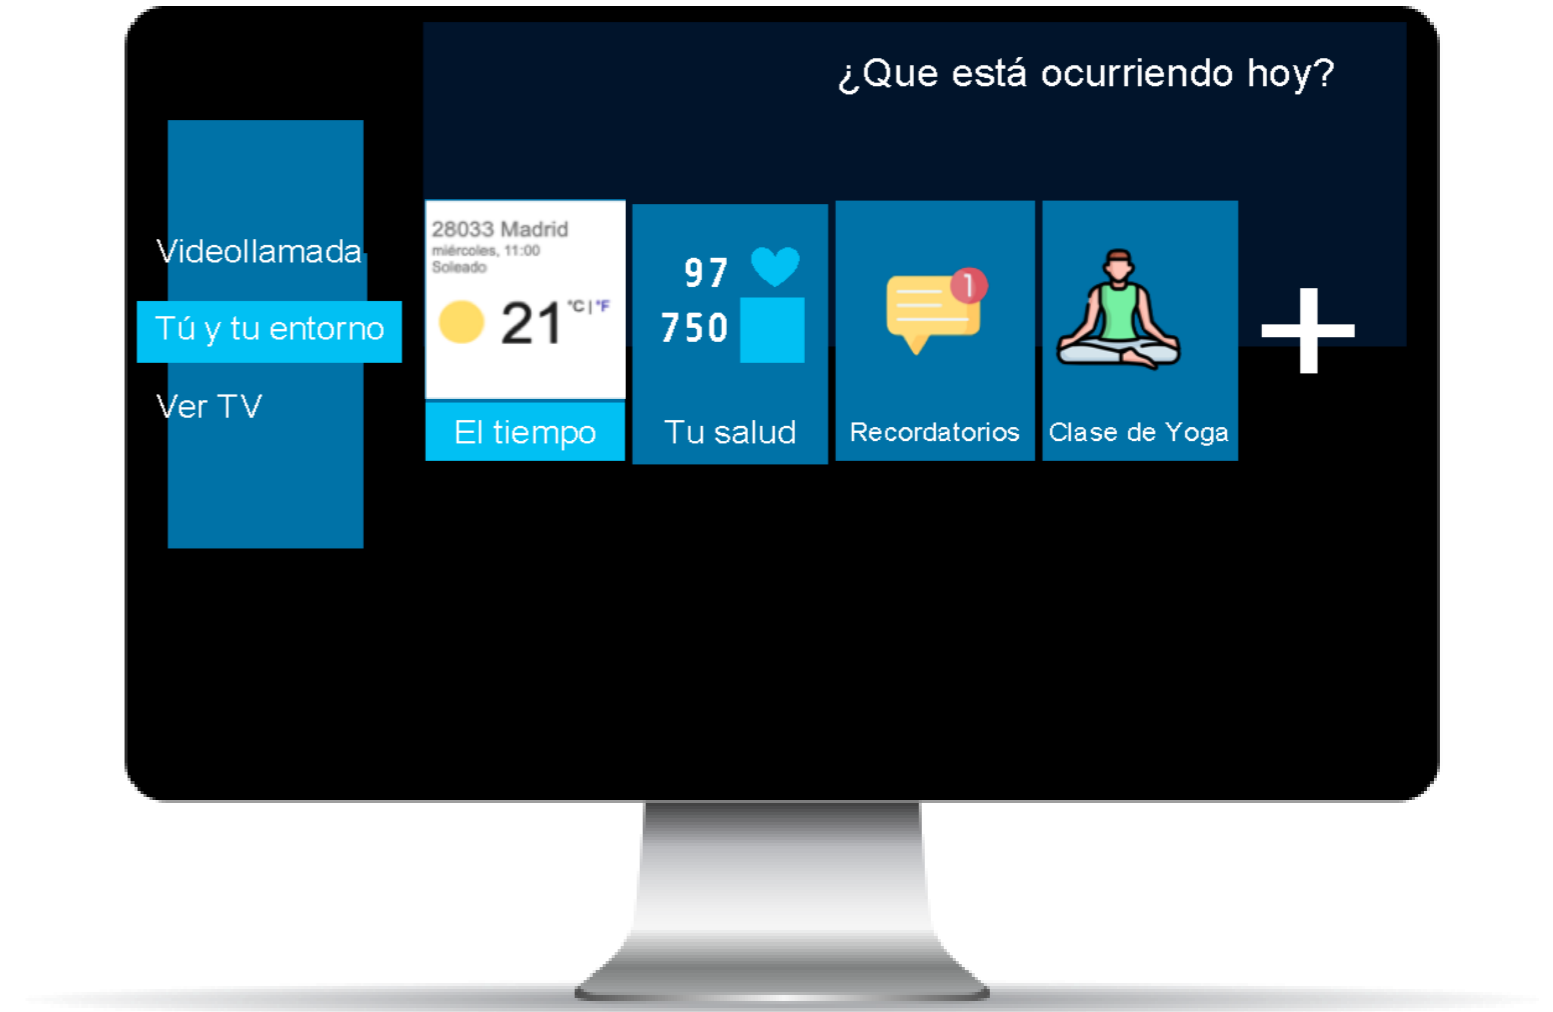 ¿Que está ocurriendo hoy?
Videollamada
Tú y tu entorno
Ver TV
28033 Madrid
miércoles, 11:00
Soleado
21 °C | °F
El tiempo
97
750
Tu salud
1
Recordatorios
Clase de Yoga